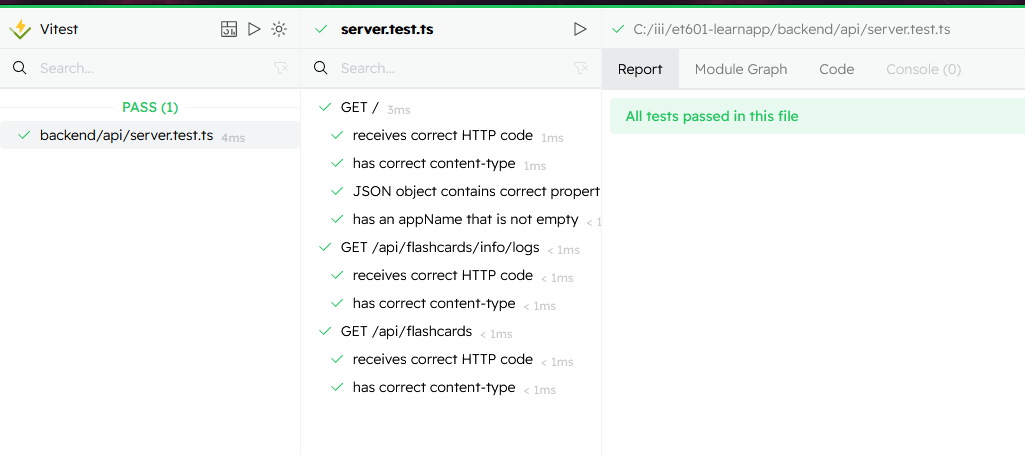 Vitest
Search...
PASS (1)
backend/api/server.test.ts 4ms
server.test.ts
Search...
GET / 3ms
receives correct HTTP code 1ms
has correct content-type 1ms
JSON object contains correct propert
has an appName that is not empty < 1
GET /api/flashcards/info/logs < 1ms
receives correct HTTP code < 1ms
has correct content-type < 1ms
GET /api/flashcards < 1ms
receives correct HTTP code < 1ms
has correct content-type < 1ms
C:/iii/et601-learnapp/backend/api/server.test.ts
Report Module Graph Code Console (0)
All tests passed in this file